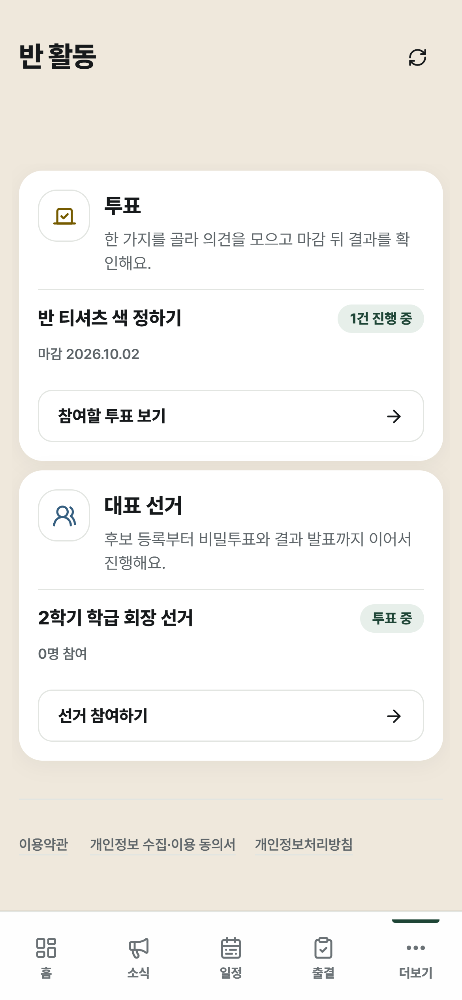 반 활동
투표
한 가지를 골라 의견을 모으고 마감 뒤 결과를 확
인해요.
반 티셔츠 색 정하기
1건 진행 중
마감 2026.10.02
참여할 투표 보기
대표 선거
후보 등록부터 비밀투표와 결과 발표까지 이어서
진행해요.
2학기 학급 회장 선거
투표 중
0명 참여
선거 참여하기
이용약관 개인정보 수집·이용 동의서 개인정보처리방침
홈 소식 일정 출결 더보기